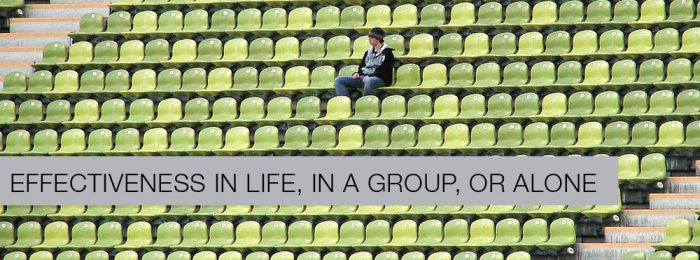 EFFECTIVENESS IN LIFE, IN A GROUP, OR ALONE